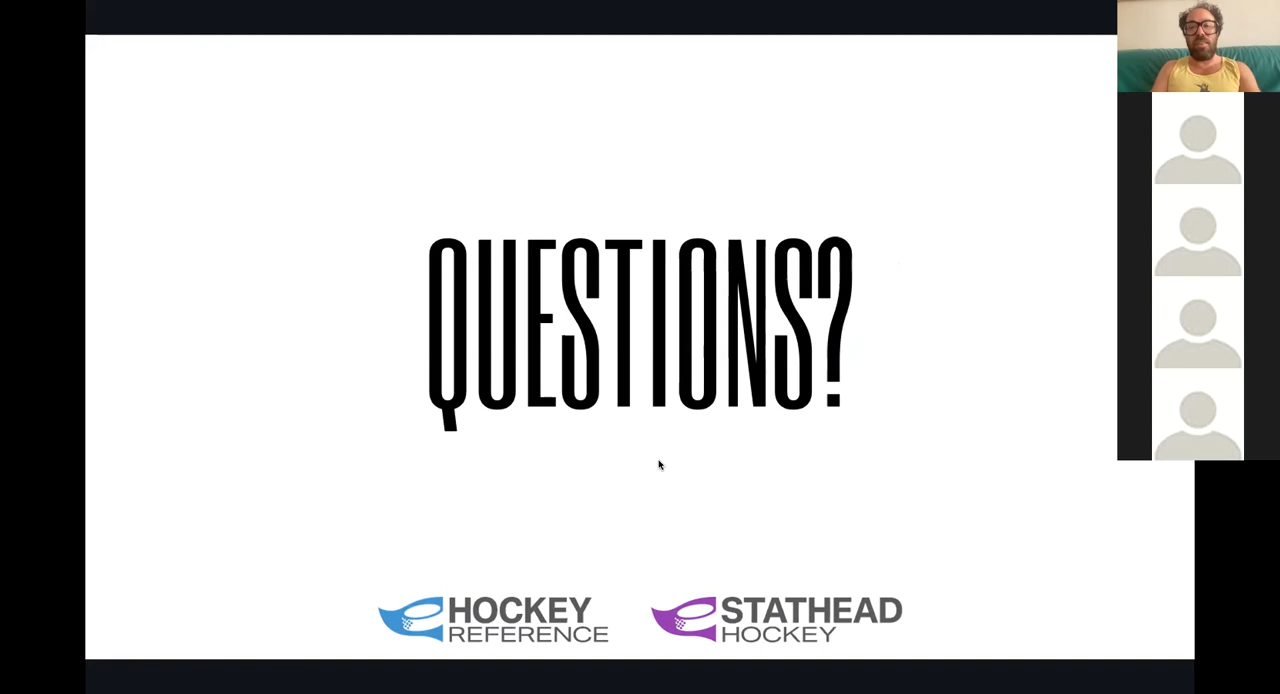 QUESTIONS?
HOCKEY
REFERENCE
STATHEAD
HOCKEY